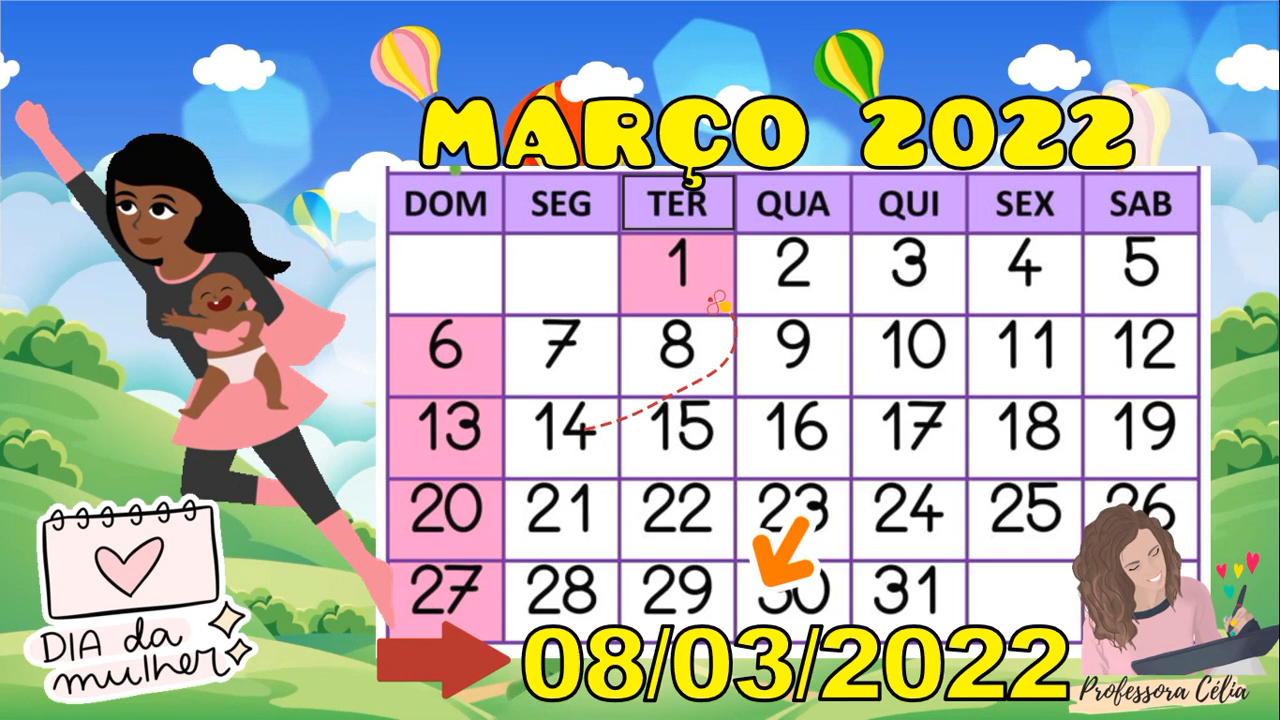 MARÇO 2022
DOM SEG TER QUA QUI SEX SAB
1 2 3 4 5
6 7 8 9 10 11 12
13 14 15 16 17 18 19
20 21 22 23 24 25 26
27 28 29 30 31
DIA da
mulher
08/03/2022
Professora Célia